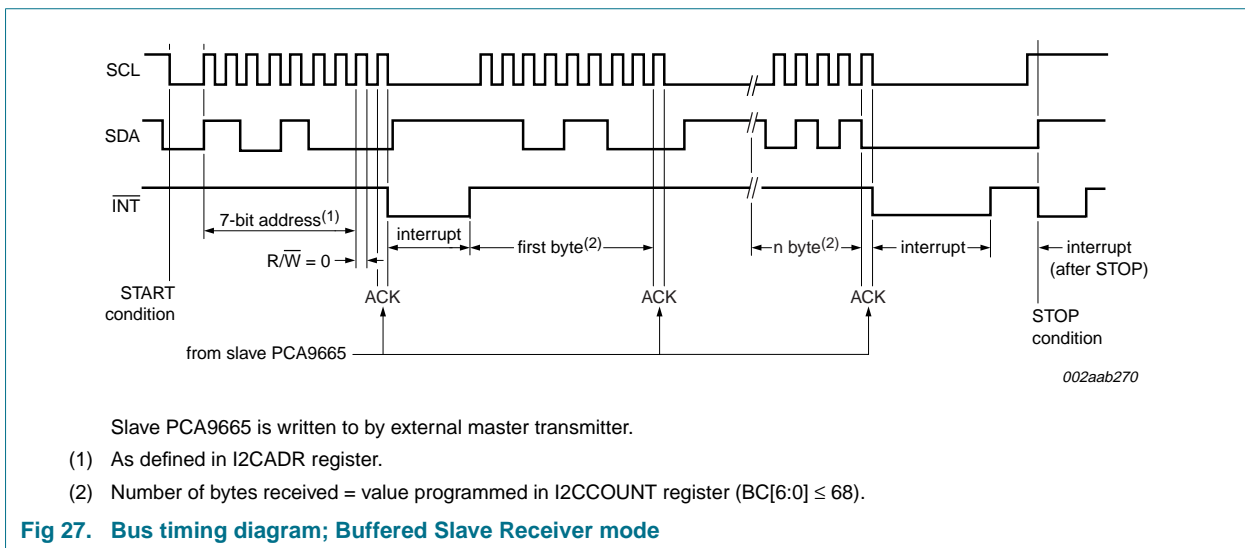 SCL
SDA
INT
7-bit address(1)
R/W = 0
interrupt
first byte(2)
n byte(2)
interrupt
interrupt
(after STOP)
START
condition
ACK
ACK
ACK
STOP
condition
from slave PCA9665
002aab270
Slave PCA9665 is written to by external master transmitter.
(1) As defined in I2CADR register.
(2) Number of bytes received = value programmed in I2CCOUNT register (BC[6:0] ≤ 68).
Fig 27. Bus timing diagram; Buffered Slave Receiver mode